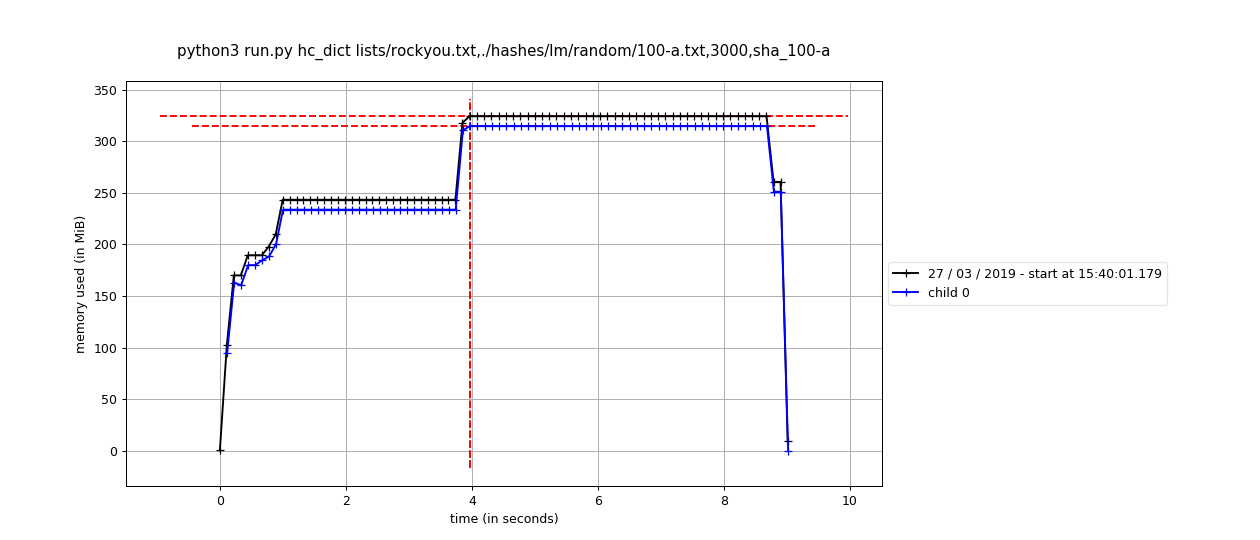 python3 run.py hc_dict lists/rockyou.txt,./hashes/lm/random/100-a.txt,3000,sha_100-a
350
300
250
200
150
100
50
0
memory used (in MiB)
0 2 4 6 8 10
time (in seconds)
27 / 03 / 2019 - start at 15:40:01.179
child 0